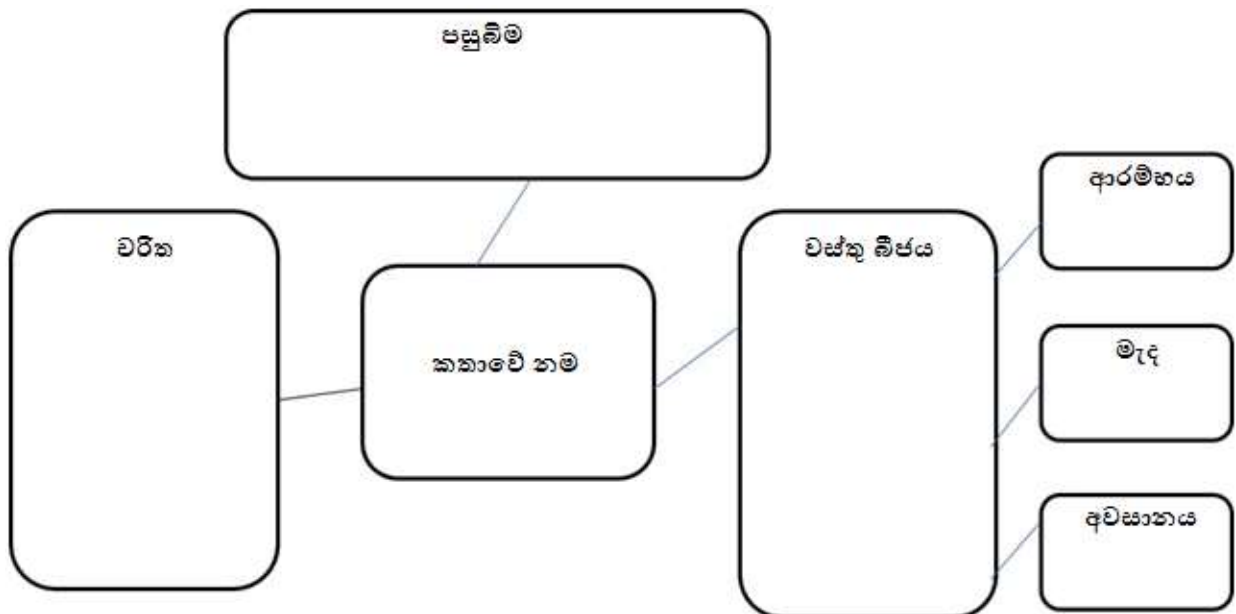 පසුබිම
ආරම්භය
චරිත
වස්තු බීජය
කතාවේ නම
මැද
අවසානය